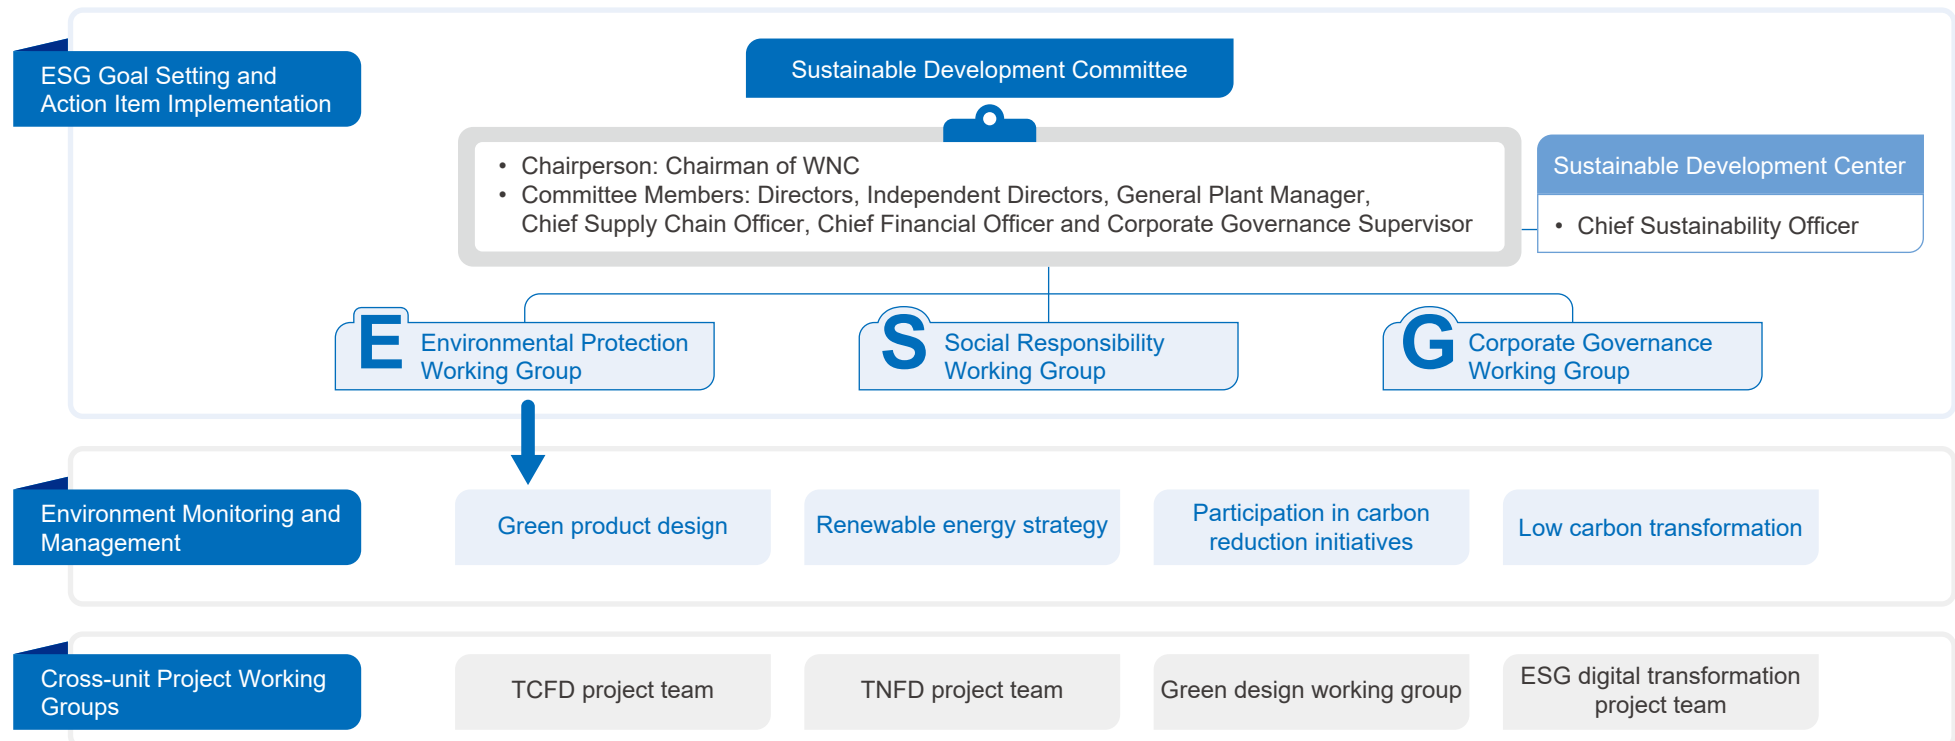 ESG Goal Setting and
Action Item Implementation
Sustainable Development Committee
• Chairperson: Chairman of WNC
• Committee Members: Directors, Independent Directors, General Plant Manager,
Chief Supply Chain Officer, Chief Financial Officer and Corporate Governance Supervisor
Sustainable Development Center
• Chief Sustainability Officer
E Environmental Protection
Working Group
S Social Responsibility
Working Group
G Corporate Governance
Working Group
Environment Monitoring and
Management
Green product design
Renewable energy strategy
Participation in carbon
reduction initiatives
Low carbon transformation
Cross-unit Project Working
Groups
TCFD project team
TNFD project team
Green design working group
ESG digital transformation
project team